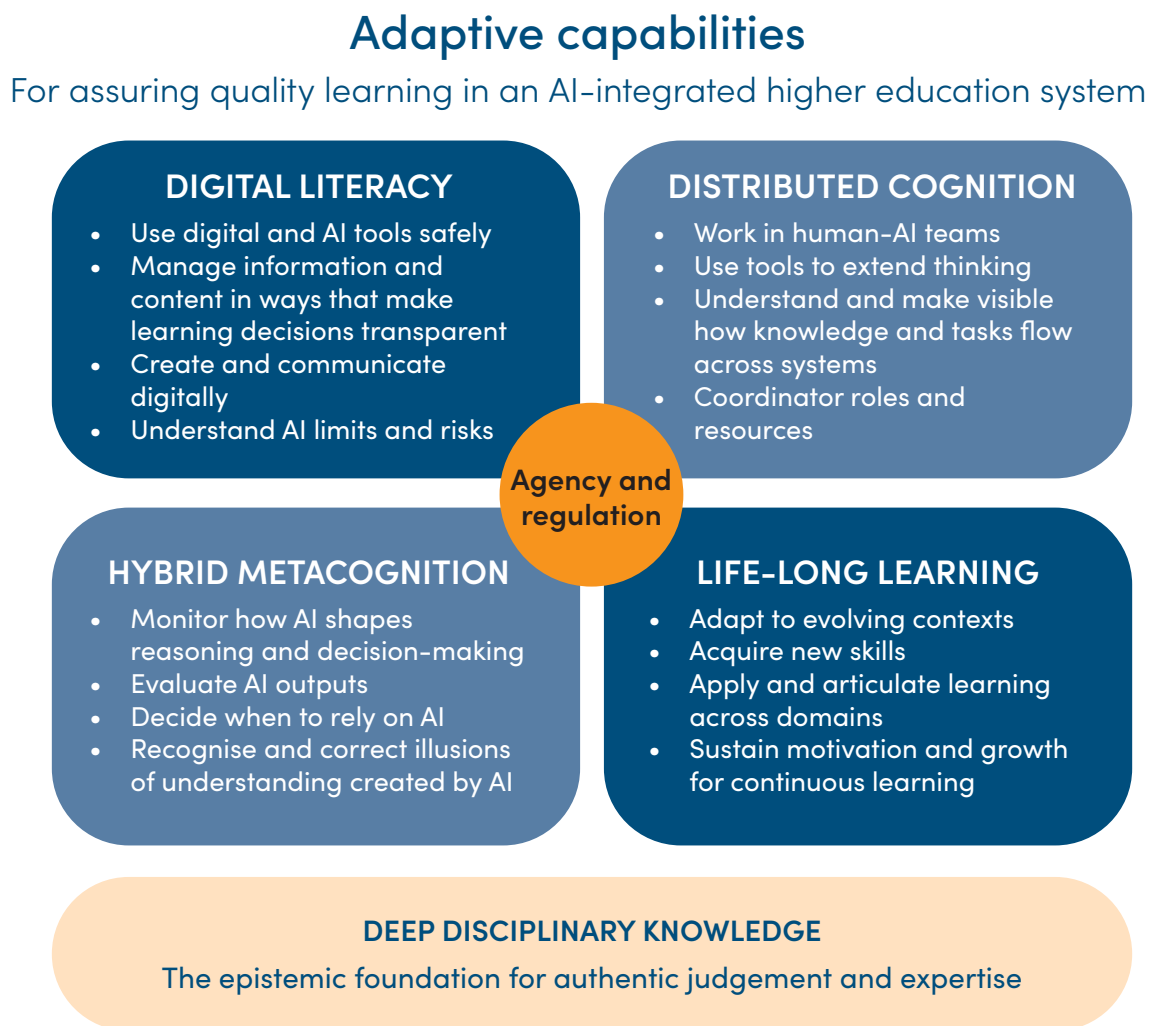 Adaptive capabilities
For assuring quality learning in an AI-integrated higher education system
DIGITAL LITERACY
• Use digital and AI tools safely
• Manage information and
content in ways that make
learning decisions transparent
• Create and communicate
digitally
• Understand AI limits and risks
DISTRIBUTED COGNITION
• Work in human-AI teams
• Use tools to extend thinking
• Understand and make visible
how knowledge and tasks flow
across systems
• Coordinator roles and
resources
Agency and
regulation
HYBRID METACOGNITION
• Monitor how AI shapes
reasoning and decision-making
• Evaluate AI outputs
• Decide when to rely on AI
• Recognise and correct illusions
of understanding created by AI
LIFE-LONG LEARNING
• Adapt to evolving contexts
• Acquire new skills
• Apply and articulate learning
across domains
• Sustain motivation and growth
for continuous learning
DEEP DISCIPLINARY KNOWLEDGE
The epistemic foundation for authentic judgement and expertise